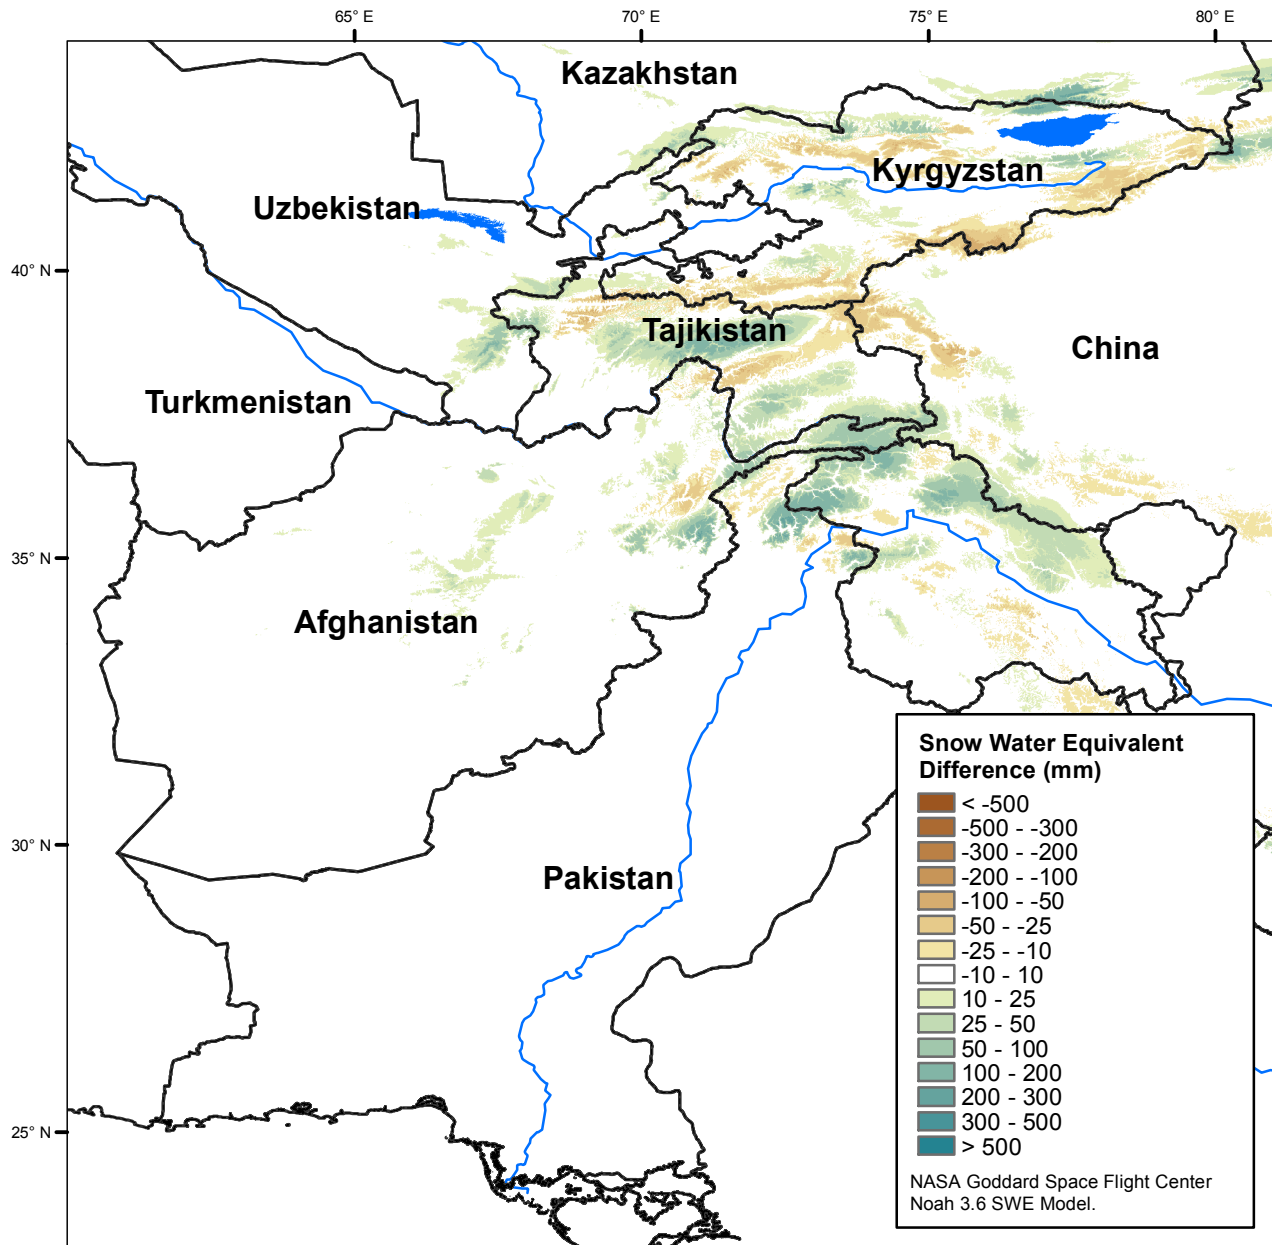 65° E
70° E
75° E
80° E
Kazakhstan
Kyrgyzstan
Uzbekistan
40° N
Tajikistan
China
Turkmenistan
35° N
Afghanistan
Snow Water Equivalent
Difference (mm)
< -500
-500 - -300
-300 - -200
-200 - -100
-100 - -50
-50 - -25
-25 - -10
-10 - 10
10 - 25
25 - 50
50 - 100
100 - 200
200 - 300
300 - 500
> 500
30° N
Pakistan
25° N
NASA Goddard Space Flight Center
Noah 3.6 SWE Model.